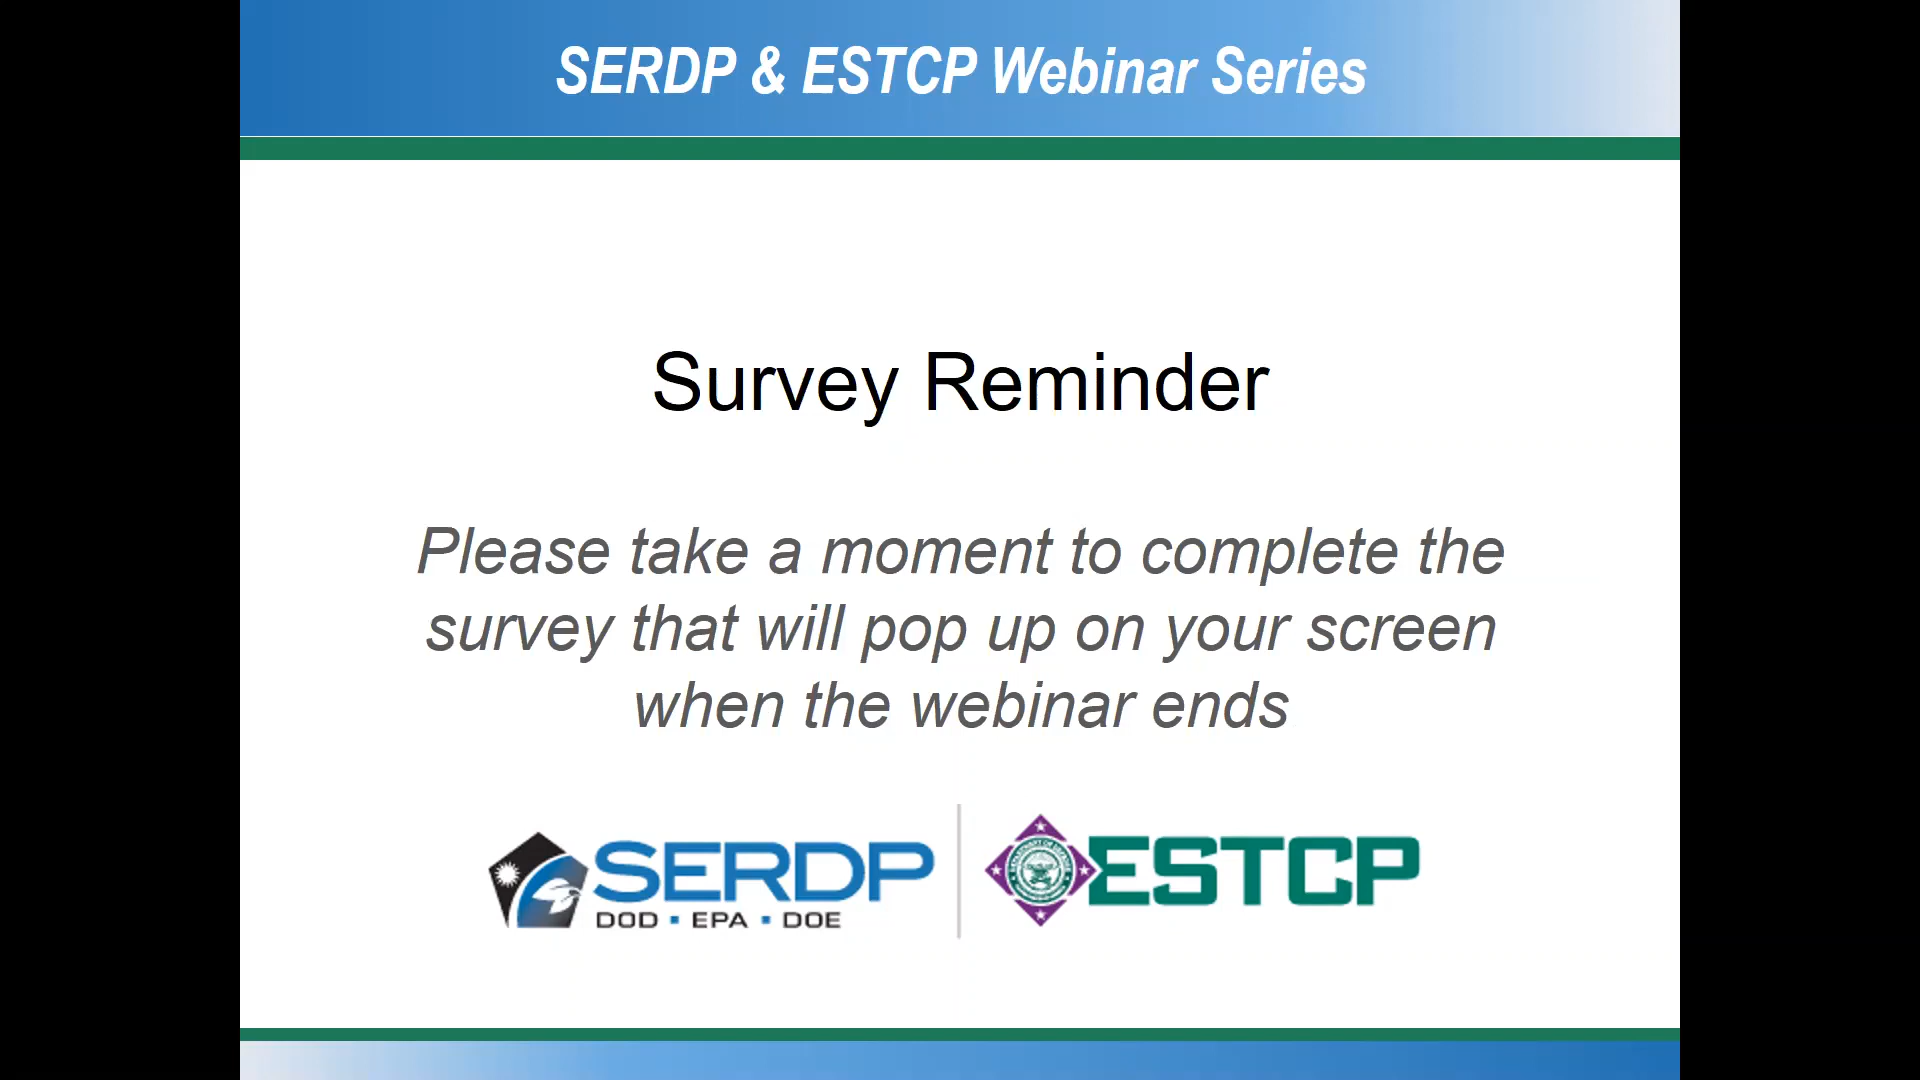 SERDP & ESTCP Webinar Series
Survey Reminder
Please take a moment to complete the
survey that will pop up on your screen
when the webinar ends
SERDP
DOD ▪ EPA ▪ DOE
ESTCP